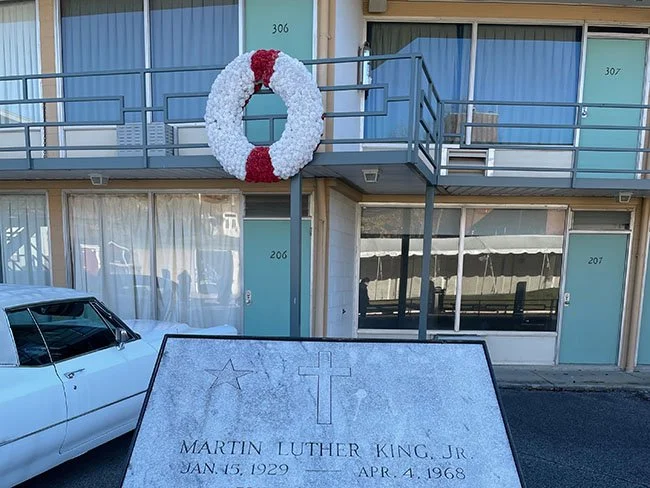 306
307
206
207
MARTIN LUTHER KING, JR.
JAN. 15, 1929 — APR. 4, 1968